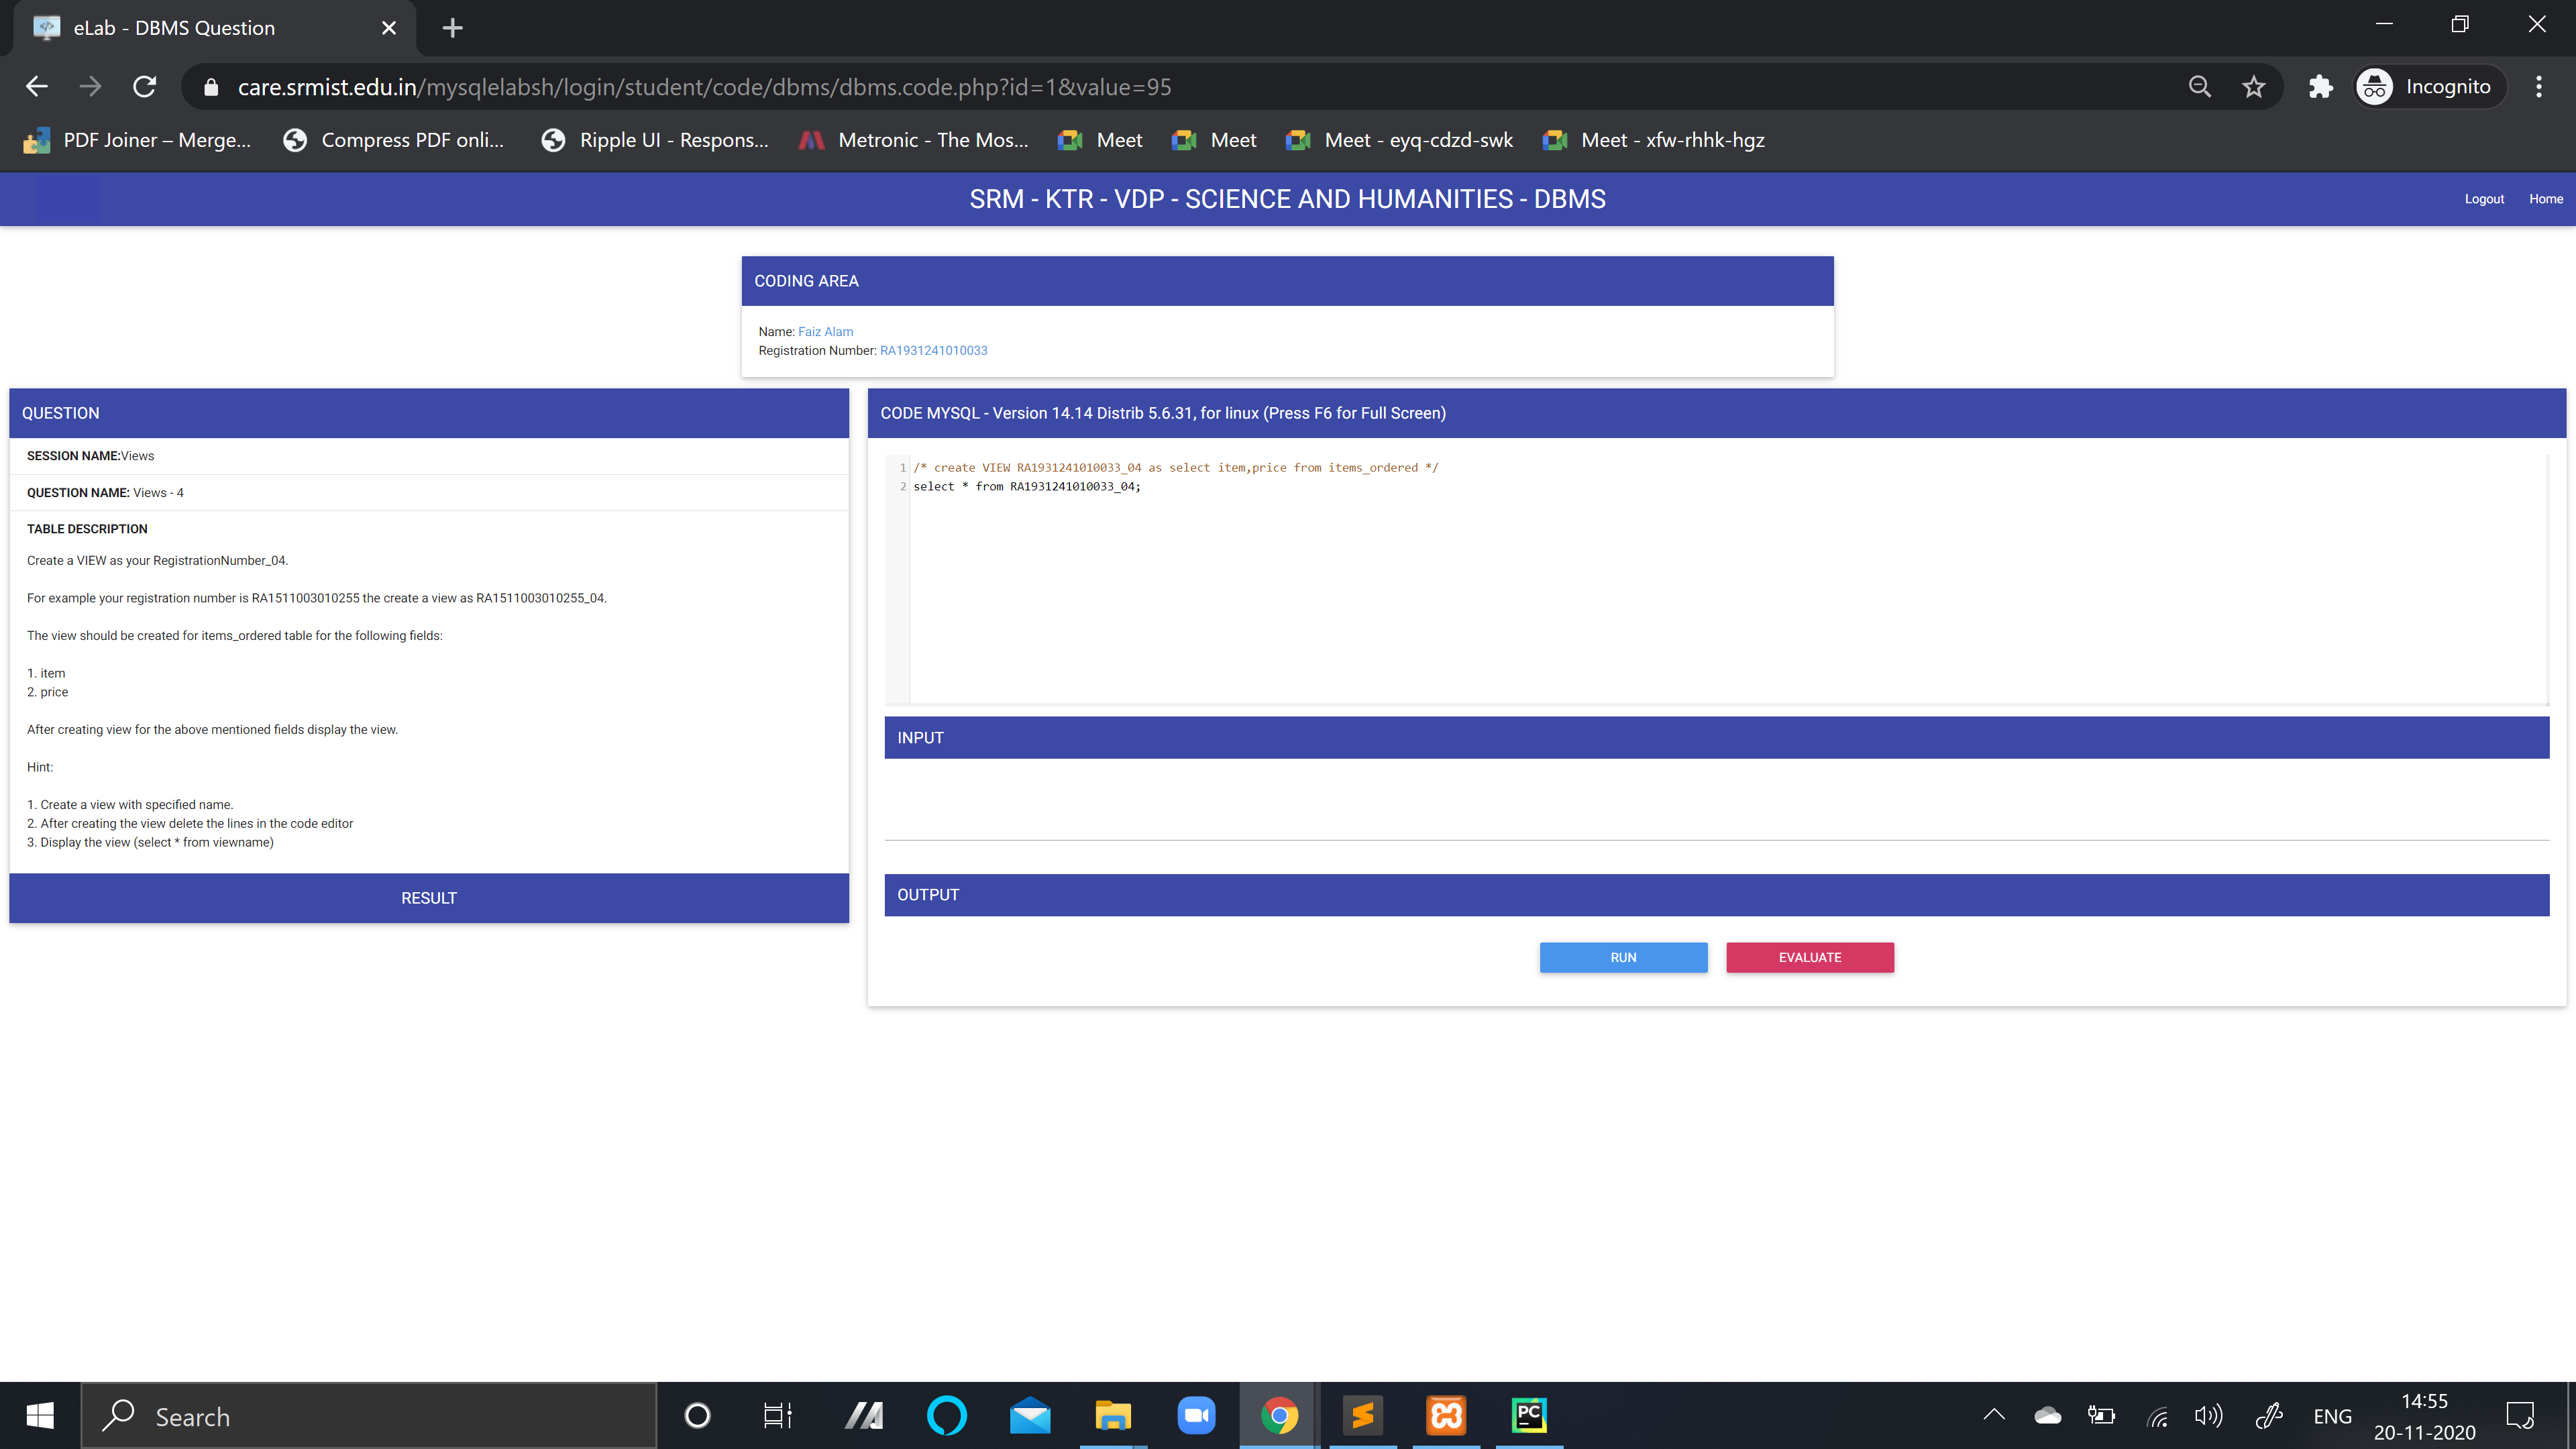 eLab - DBMS Question
care.srmist.edu.in/mysqlelabsh/login/student/code/dbms/dbms.code.php?id=1&value=95
Incognito
PDF Joiner – Merge...
Compress PDF onli...
Ripple UI - Respons...
Metronic - The Mos...
Meet
Meet
Meet - eyq-cdzd-swk
Meet - xfw-rhhk-hgz
SRM - KTR - VDP - SCIENCE AND HUMANITIES - DBMS
Logout
Home
CODING AREA
Name: Faiz Alam
Registration Number: RA1931241010033
QUESTION
SESSION NAME:Views
QUESTION NAME: Views - 4
TABLE DESCRIPTION
Create a VIEW as your RegistrationNumber_04.
For example your registration number is RA1511003010255 the create a view as RA1511003010255_04.
The view should be created for items_ordered table for the following fields:
1. item
2. price
After creating view for the above mentioned fields display the view.
Hint:
1. Create a view with specified name.
2. After creating the view delete the lines in the code editor
3. Display the view (select * from viewname)
RESULT
CODE MYSQL - Version 14.14 Distrib 5.6.31, for linux (Press F6 for Full Screen)
1 /* create VIEW RA1931241010033_04 as select item,price from items_ordered */
2 select * from RA1931241010033_04;
INPUT
OUTPUT
RUN
EVALUATE
Search
PC
ENG
14:55
20-11-2020